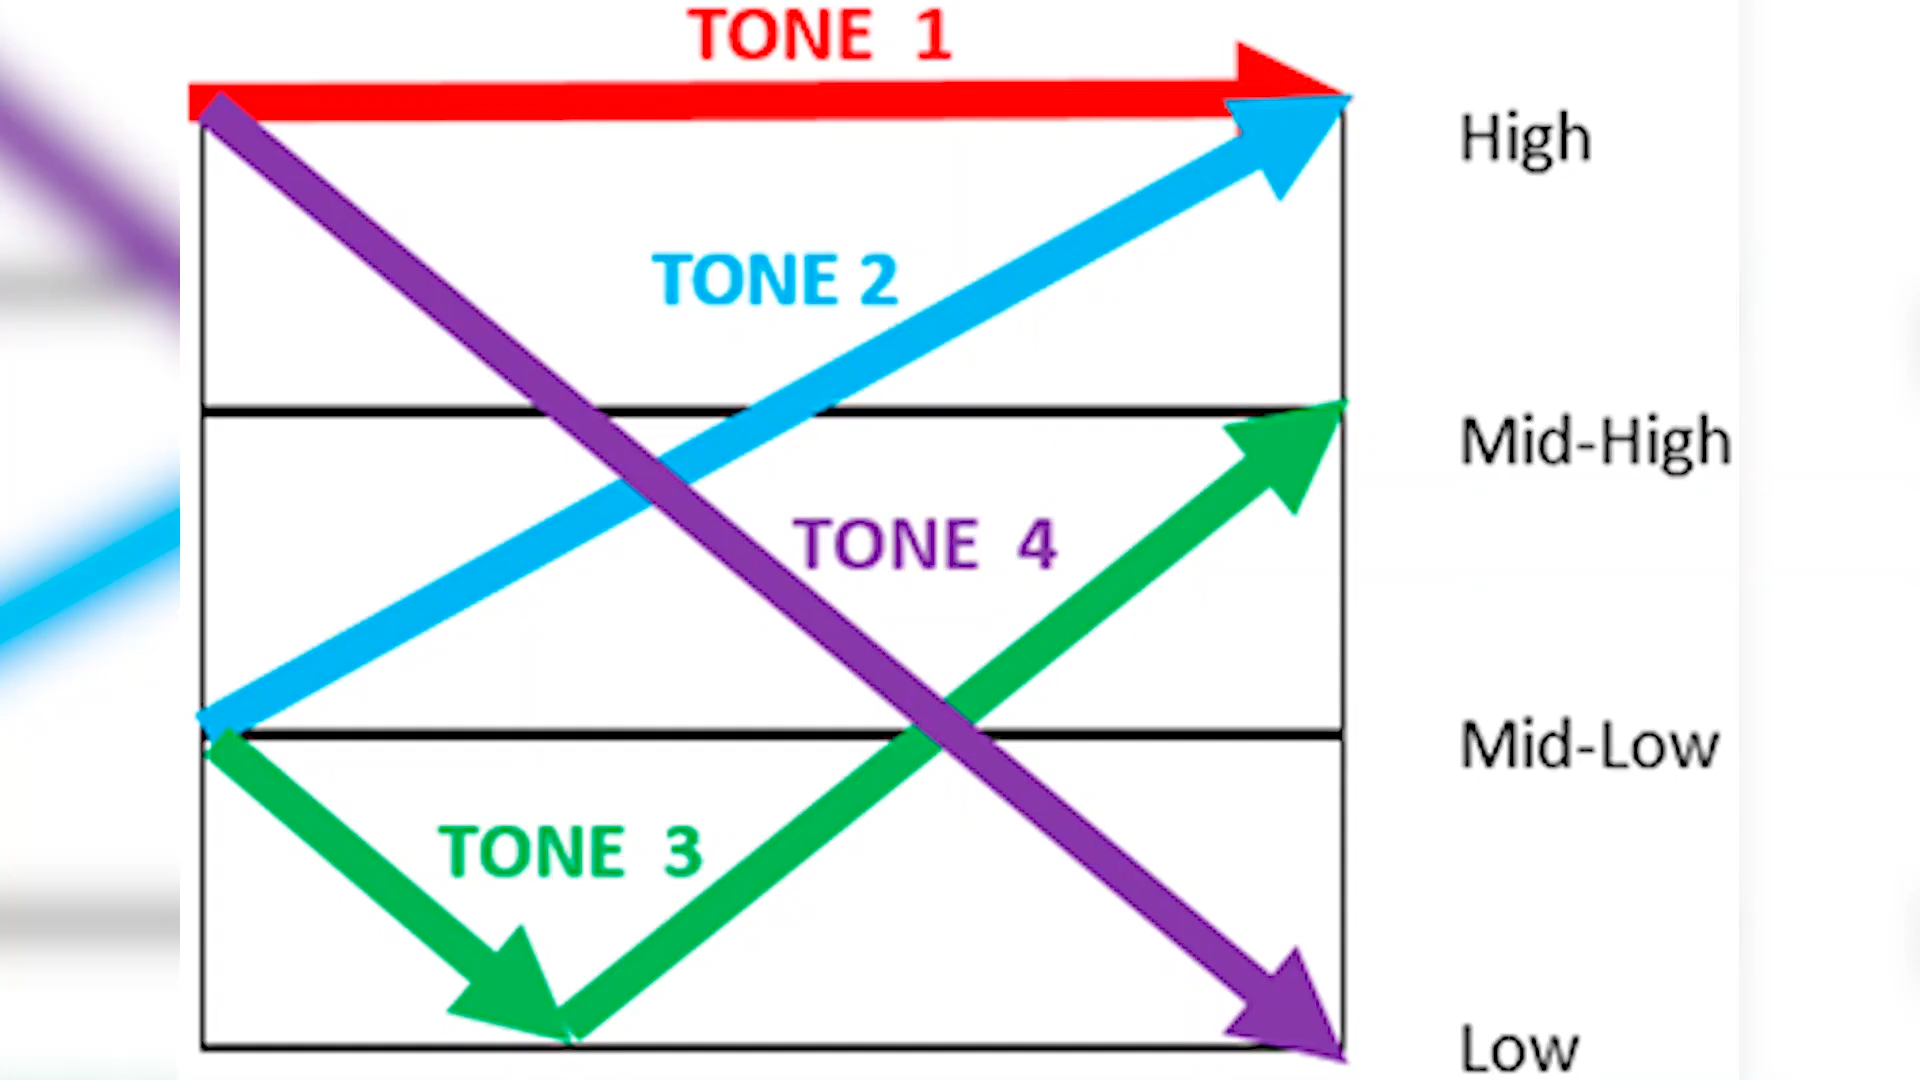 TONE 1
High
TONE 2
Mid-High
TONE 4
Mid-Low
TONE 3
Low